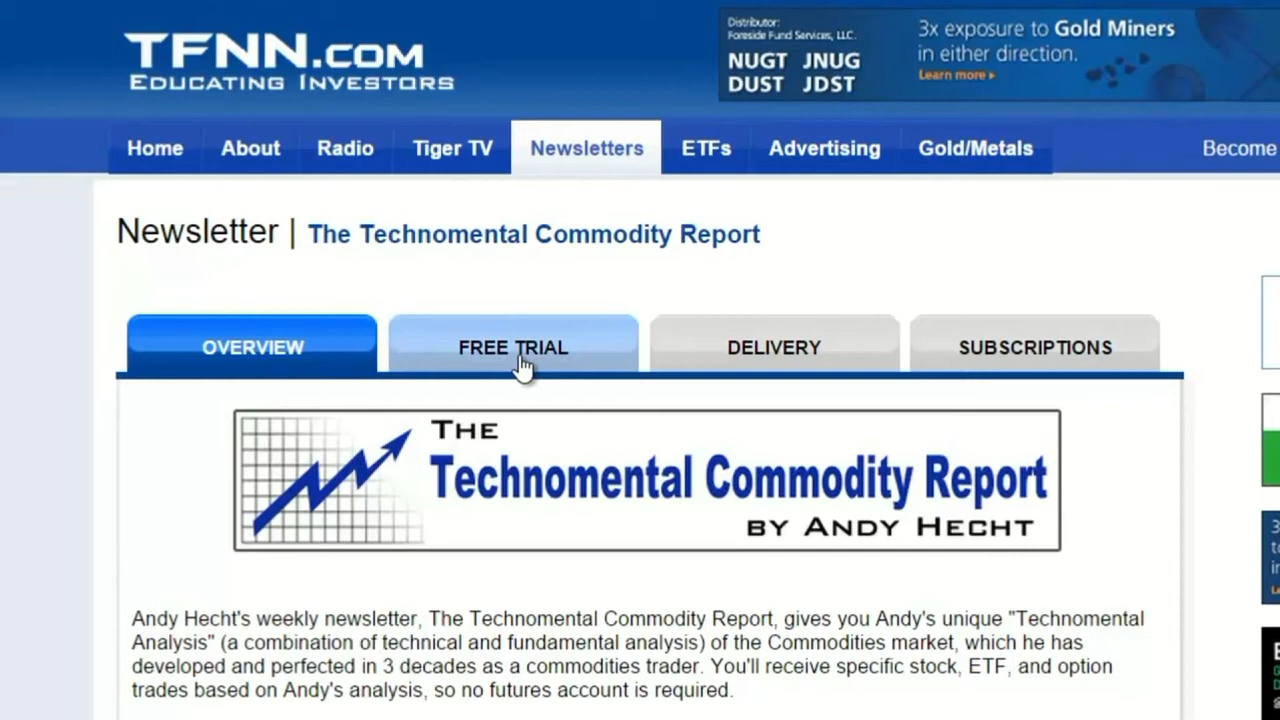 TFNN.COM
EDUCATING INVESTORS
Distributor:
Foreside Fund Services, LLC.
NUGT JNUG
DUST JDST
3x exposure to Gold Miners
in either direction.
Learn more
Home About Radio Tiger TV Newsletters ETFs Advertising Gold/Metals Become
Newsletter | The Technomental Commodity Report
OVERVIEW FREE TRIAL DELIVERY SUBSCRIPTIONS
THE
Technomental Commodity Report
BY ANDY HECHT
Andy Hecht's weekly newsletter, The Technomental Commodity Report, gives you Andy's unique "Technomental
Analysis" (a combination of technical and fundamental analysis) of the Commodities market, which he has
developed and perfected in 3 decades as a commodities trader. You'll receive specific stock, ETF, and option
trades based on Andy's analysis, so no futures account is required.